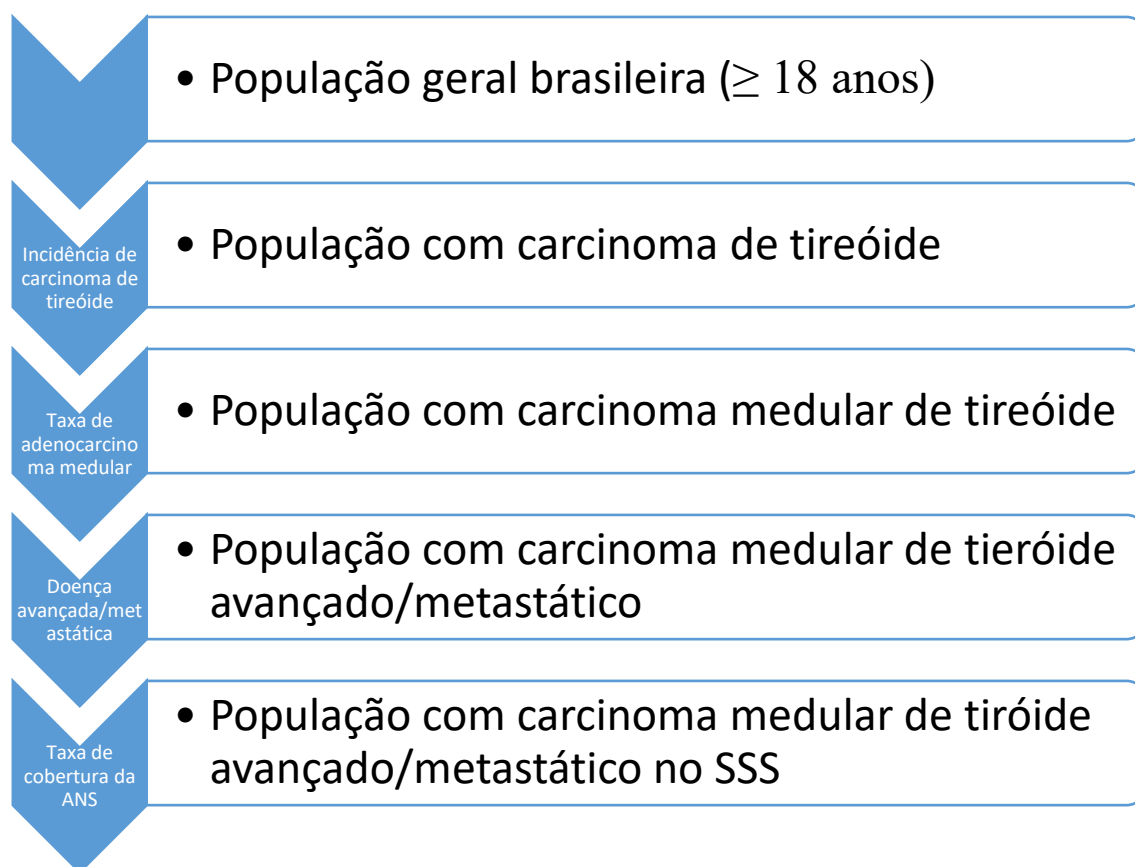 • População geral brasileira (≥ 18 anos)
Incidência de
carcinoma de
tireóide
• População com carcinoma de tireóide
Taxa de
adenocarcino
ma medular
• População com carcinoma medular de tireóide
Doença
avançada/met
astática
• População com carcinoma medular de tieróide
avançado/metastático
Taxa de
cobertura da
ANS
• População com carcinoma medular de tiróide
avançado/metastático no SSS